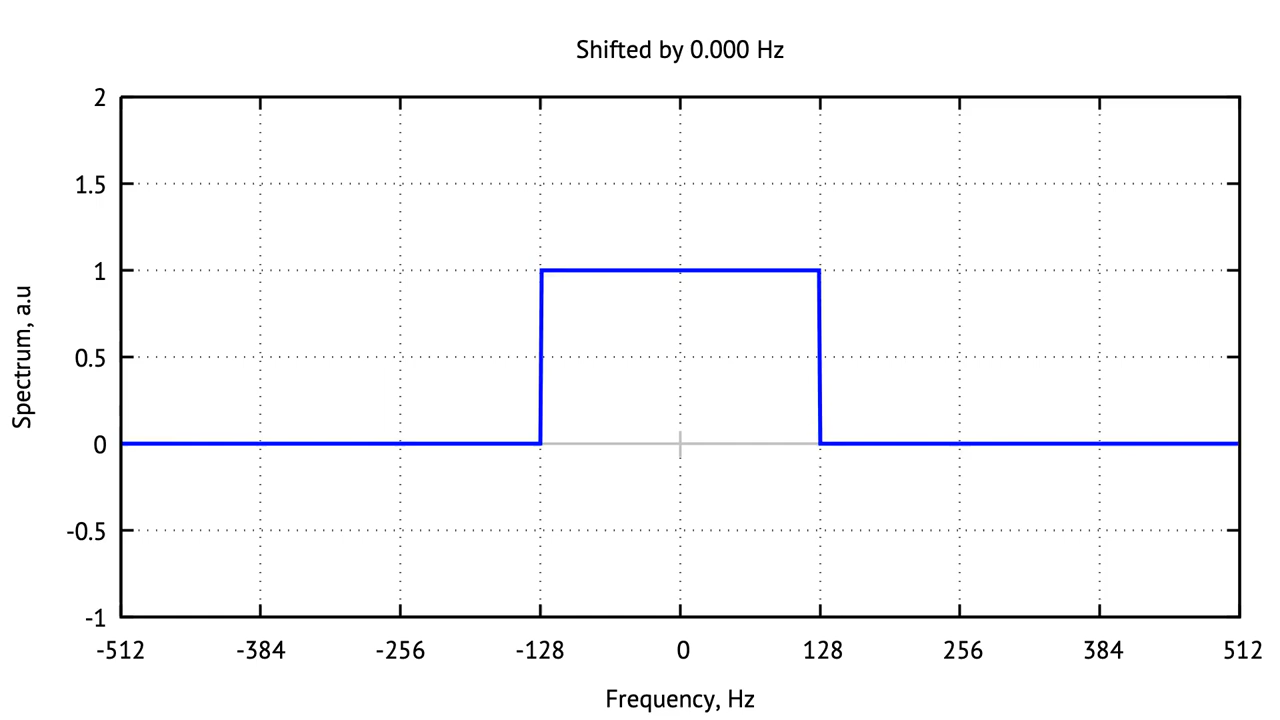 Shifted by 0.000 Hz
2
1.5
1
0.5
0
-0.5
-1
Spectrum, a.u
-512 -384 -256 -128 0 128 256 384 512
Frequency, Hz